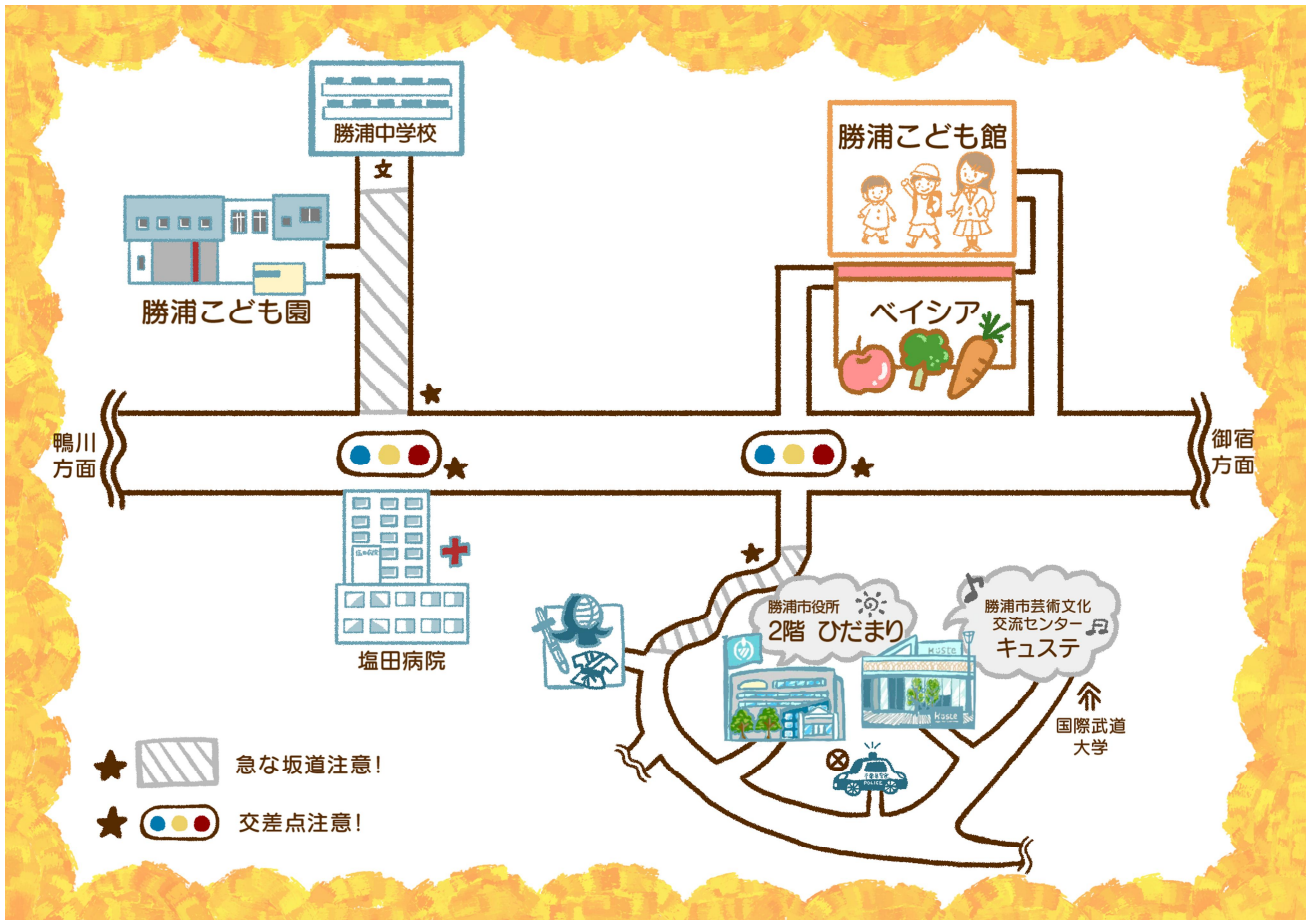 勝浦中学校
文
勝浦こども園
勝浦こども館
ベイシア
鴨川
方面
御宿
方面
塩田病院
勝浦市役所
2階 ひだまり
勝浦市芸術文化
交流センター
キュステ
Küste
Küste
国際武道
大学
POLICE
急な坂道注意!
交差点注意!